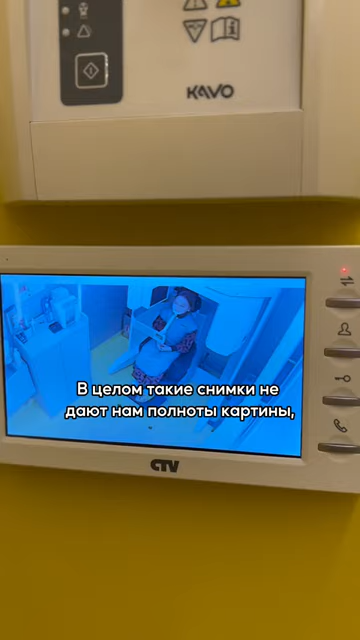 KAVO
В целом такие снимки не
дают нам полноты картины,
CTV